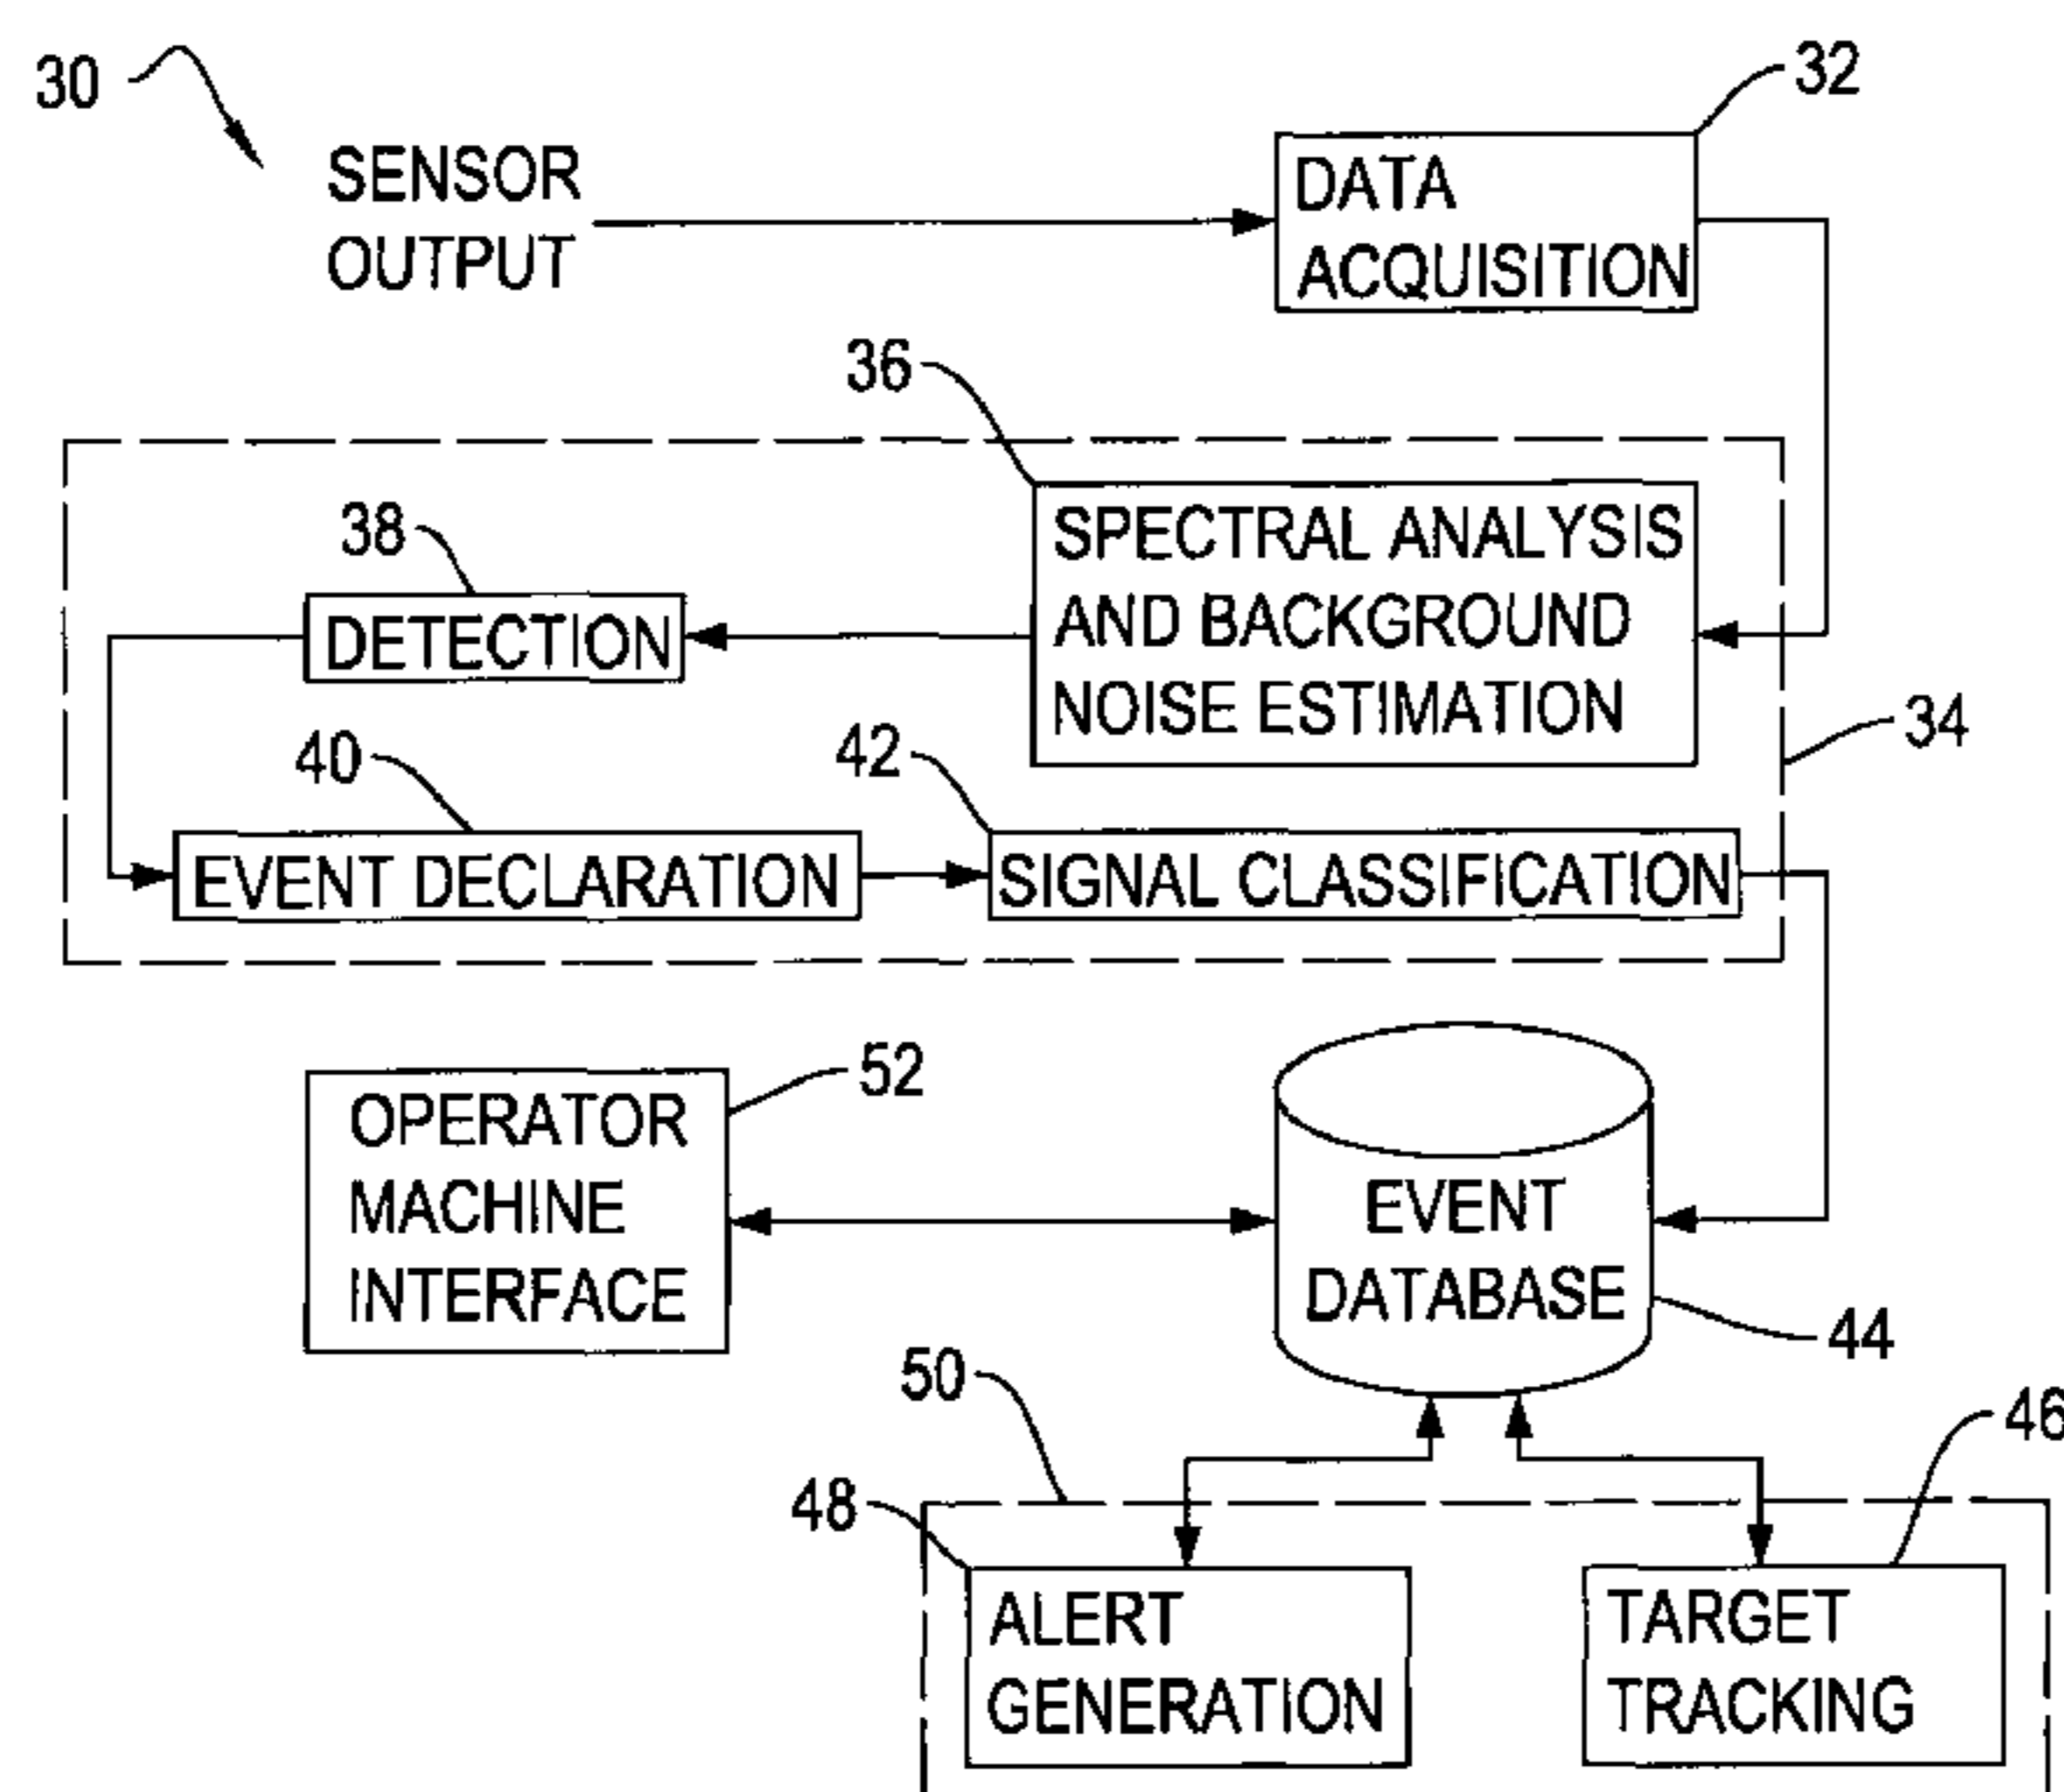 30
SENSOR
OUTPUT
32
DATA
ACQUISITION
36
SPECTRAL ANALYSIS
AND BACKGROUND
NOISE ESTIMATION
38
DETECTION
34
40
EVENT DECLARATION
42
SIGNAL CLASSIFICATION
OPERATOR
MACHINE
INTERFACE
52
EVENT
DATABASE
44
50
46
48
ALERT
GENERATION
TARGET
TRACKING